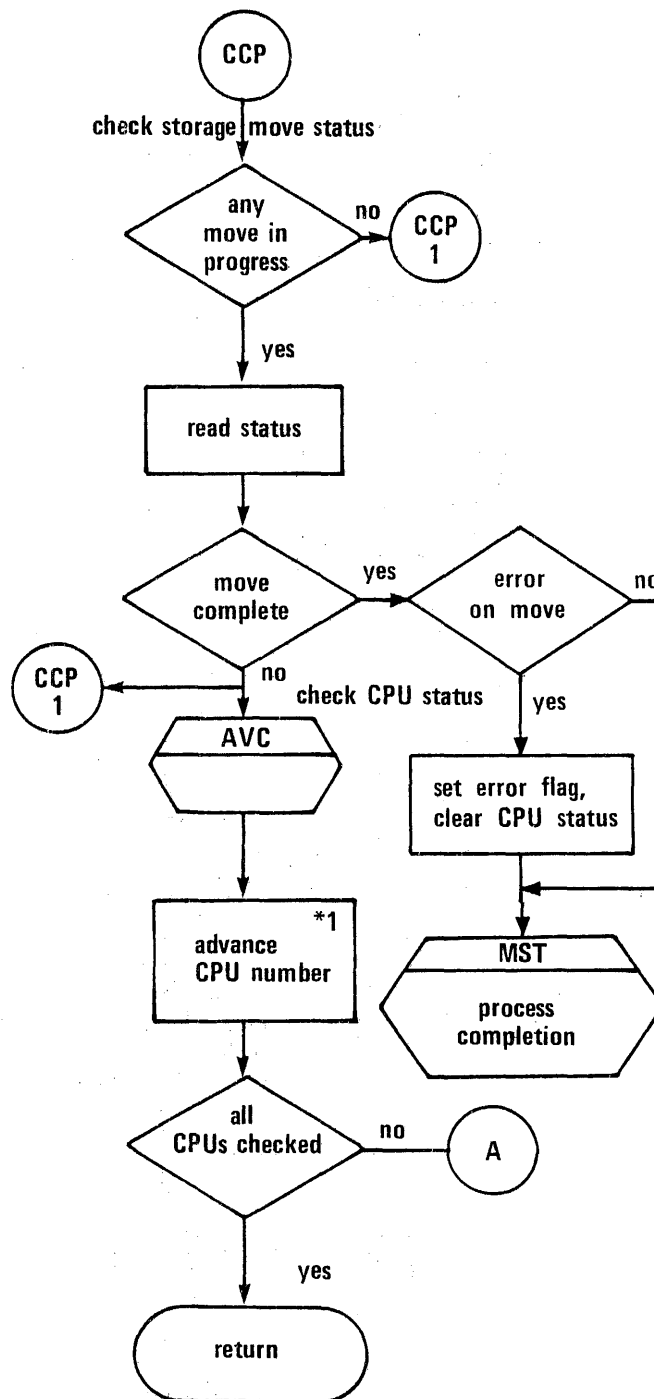 CCP
check storage move status
any
move in
progress
no
CCP
1
yes
read status
move
complete
yes
error
on move
no
no
CCP
1
check CPU status
yes
AVC
set error flag,
clear CPU status
*1
advance
CPU number
MST
process
completion
all
CPUs checked
no
A
yes
return